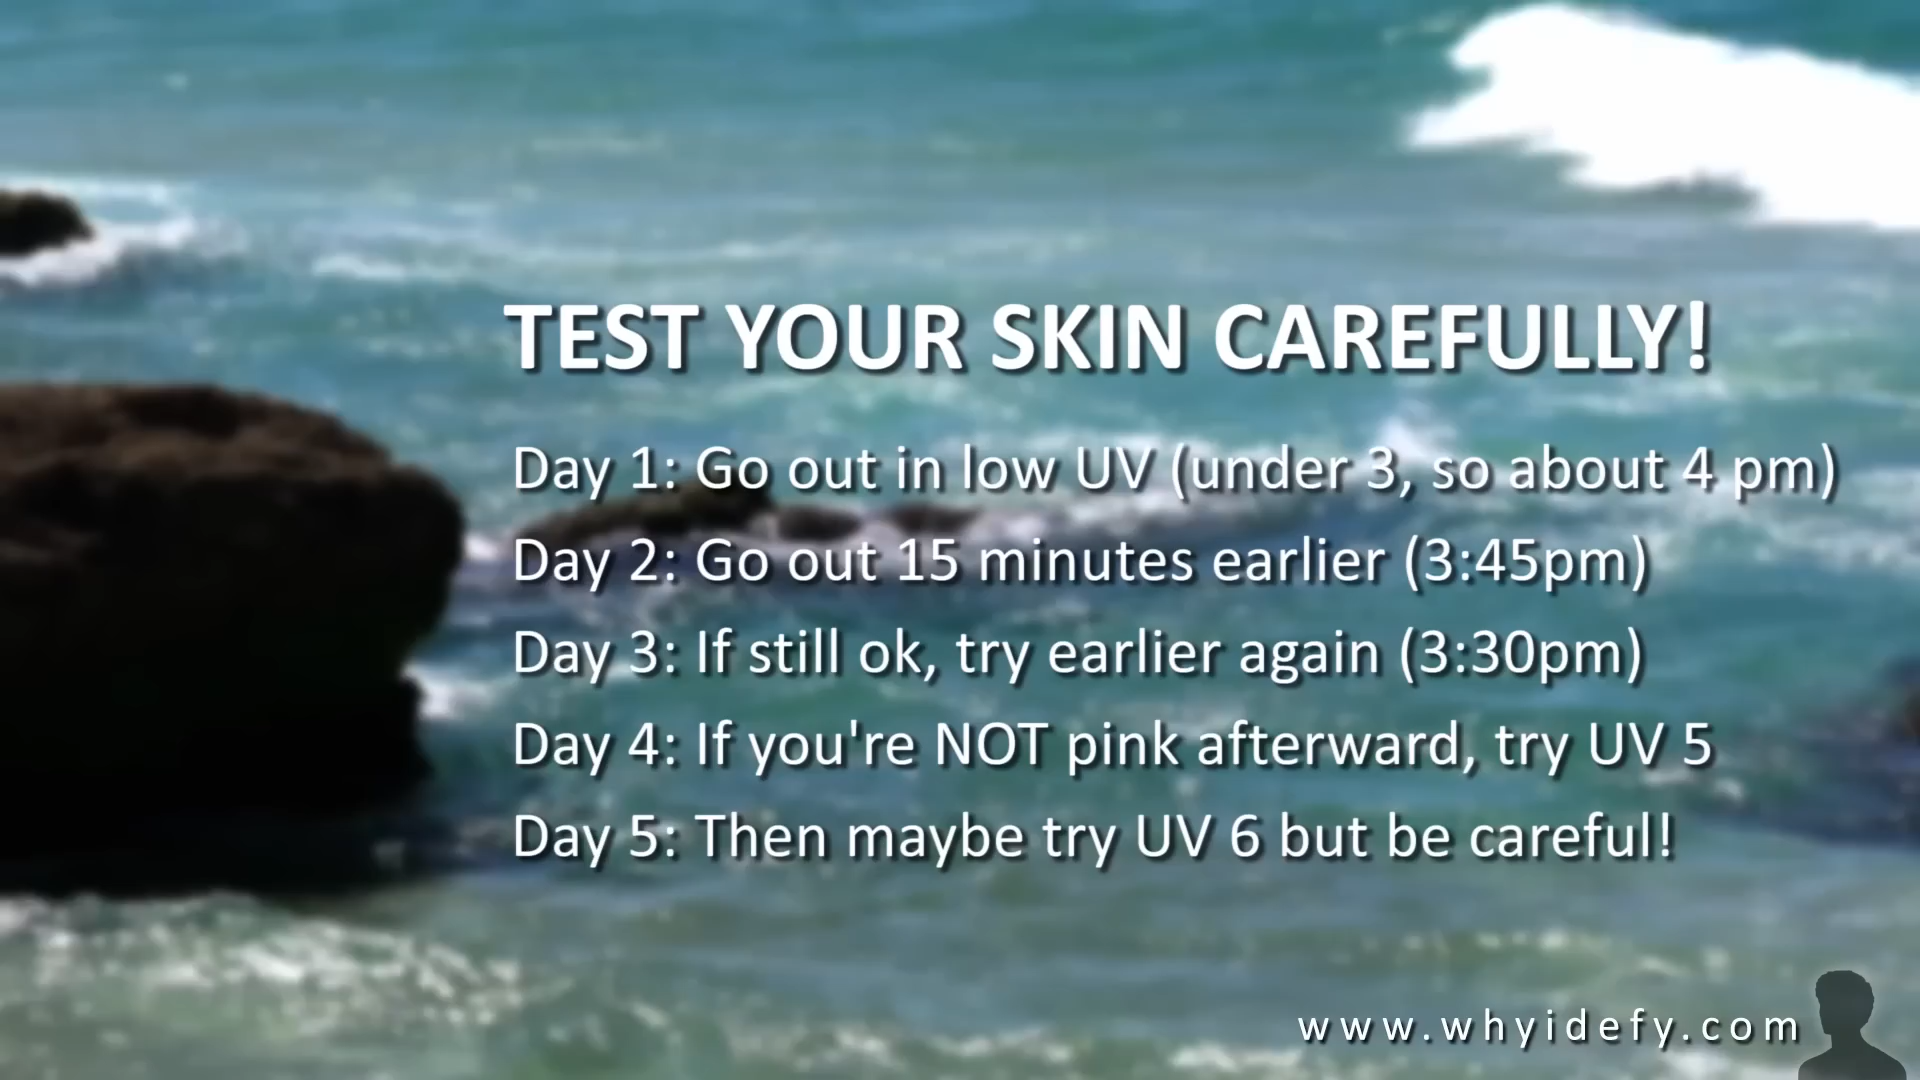 TEST YOUR SKIN CAREFULLY!
Day 1: Go out in low UV (under 3, so about 4 pm)
Day 2: Go out 15 minutes earlier (3:45pm)
Day 3: If still ok, try earlier again (3:30pm)
Day 4: If you're NOT pink afterward, try UV 5
Day 5: Then maybe try UV 6 but be careful!
www.whyidefy.com